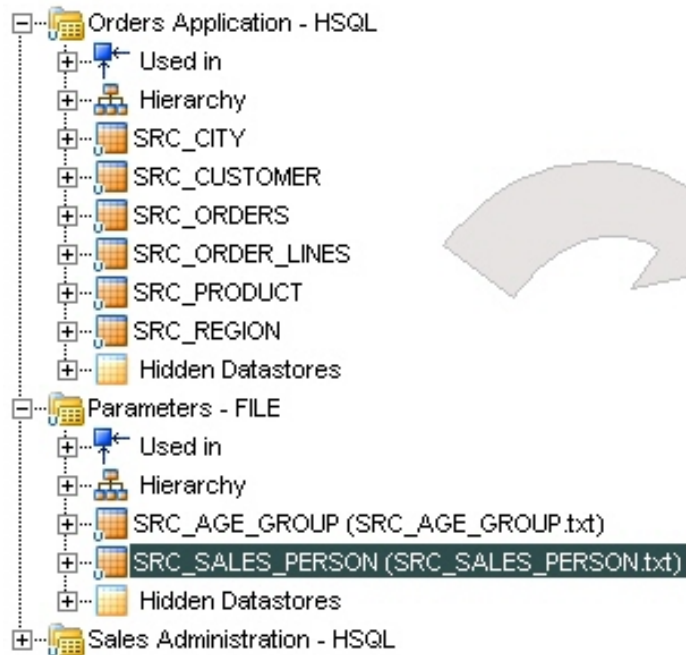 Orders Application - HSQL
Used in
Hierarchy
SRC_CITY
SRC_CUSTOMER
SRC_ORDERS
SRC_ORDER_LINES
SRC_PRODUCT
SRC_REGION
Hidden Datastores
Parameters - FILE
Used in
Hierarchy
SRC_AGE_GROUP (SRC_AGE_GROUP.txt)
SRC_SALES_PERSON (SRC_SALES_PERSON.txt)
Hidden Datastores
Sales Administration - HSQL